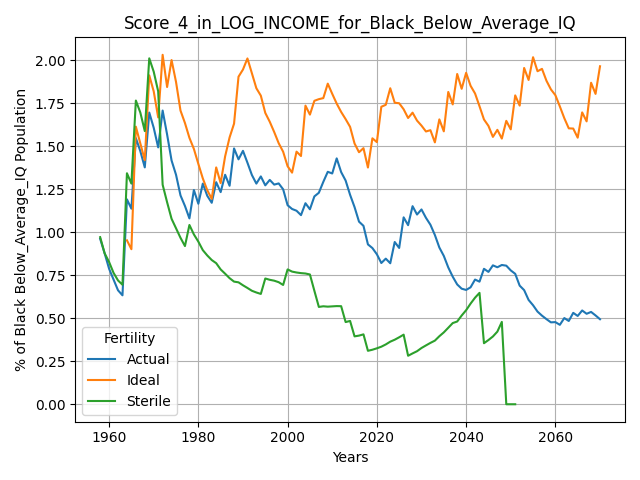 Score_4_in_LOG_INCOME_for_Black_Below_Average_IQ
% of Black Below_Average_IQ Population
2.00
1.75
1.50
1.25
1.00
0.75
0.50
0.25
0.00
Fertility
Actual
Ideal
Sterile
1960
1980
2000
2020
2040
2060
Years